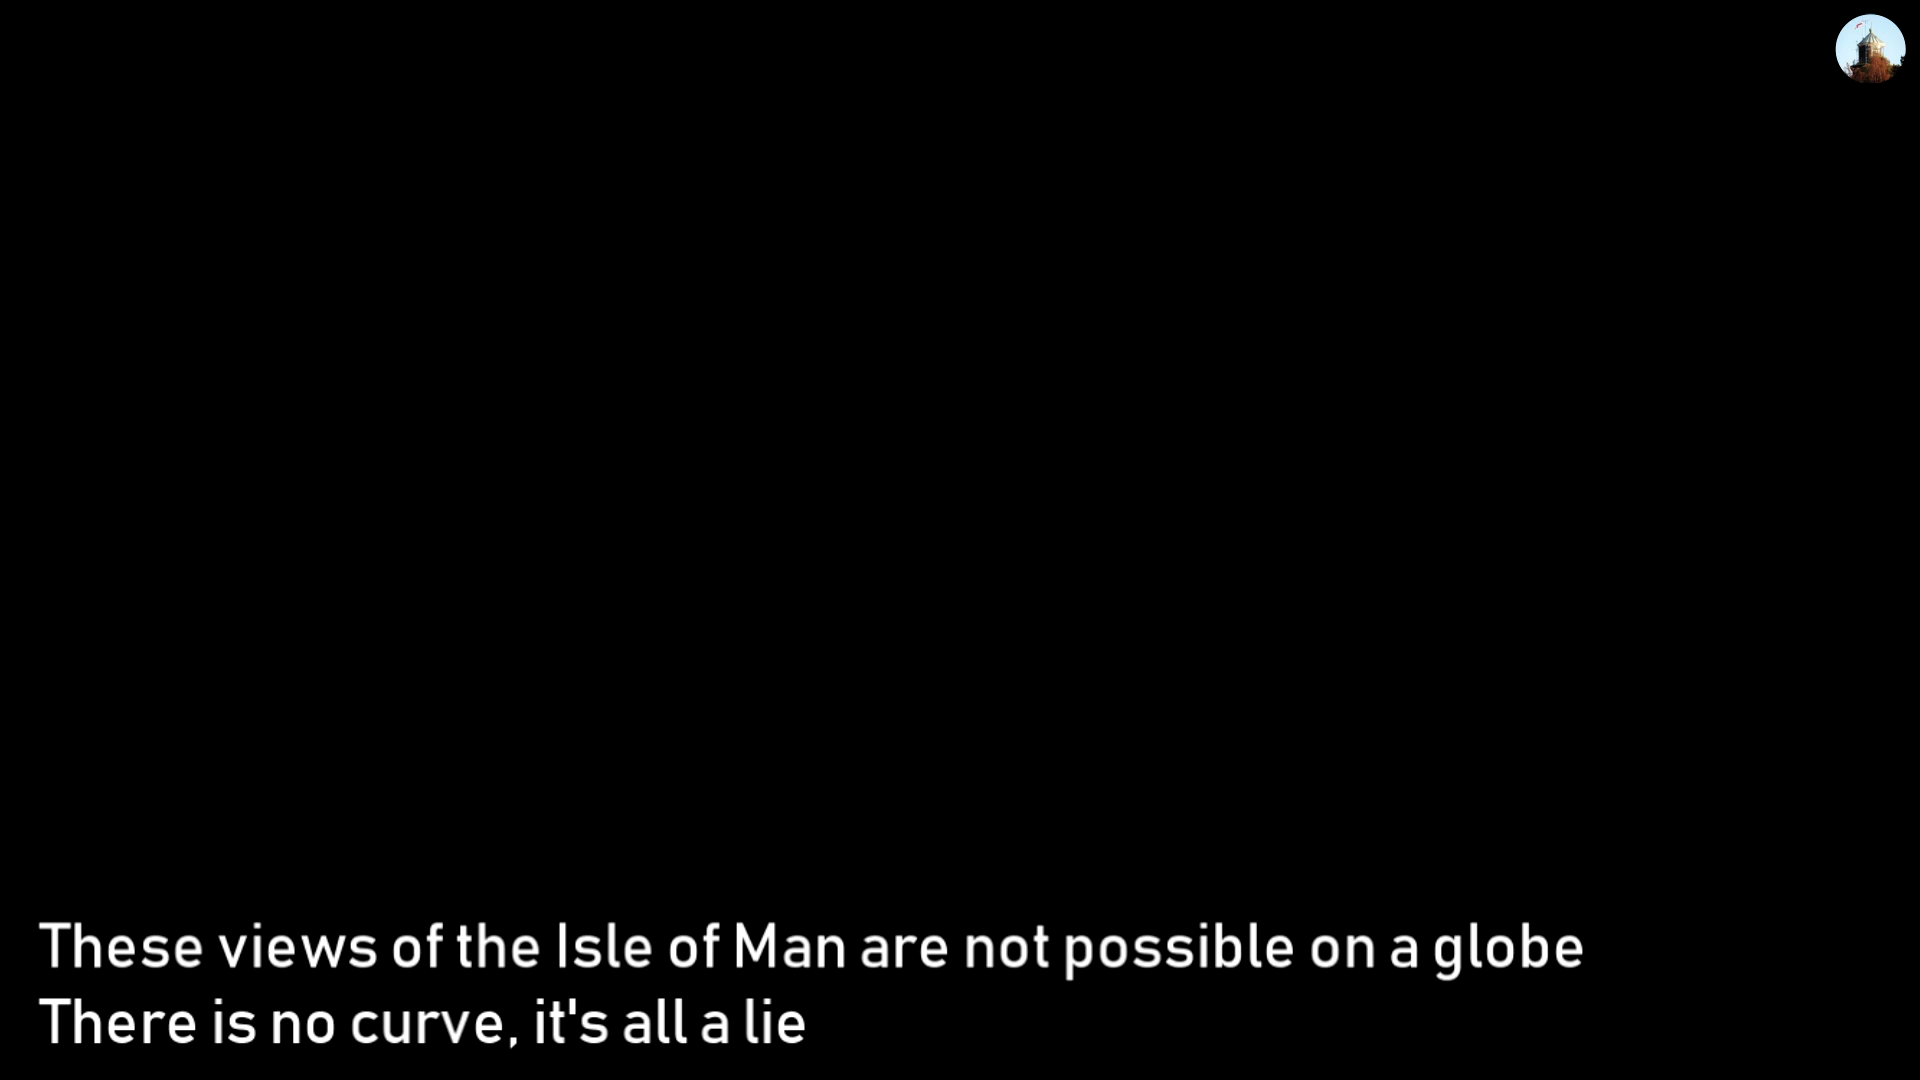 These views of the Isle of Man are not possible on a globe
There is no curve, it's all a lie